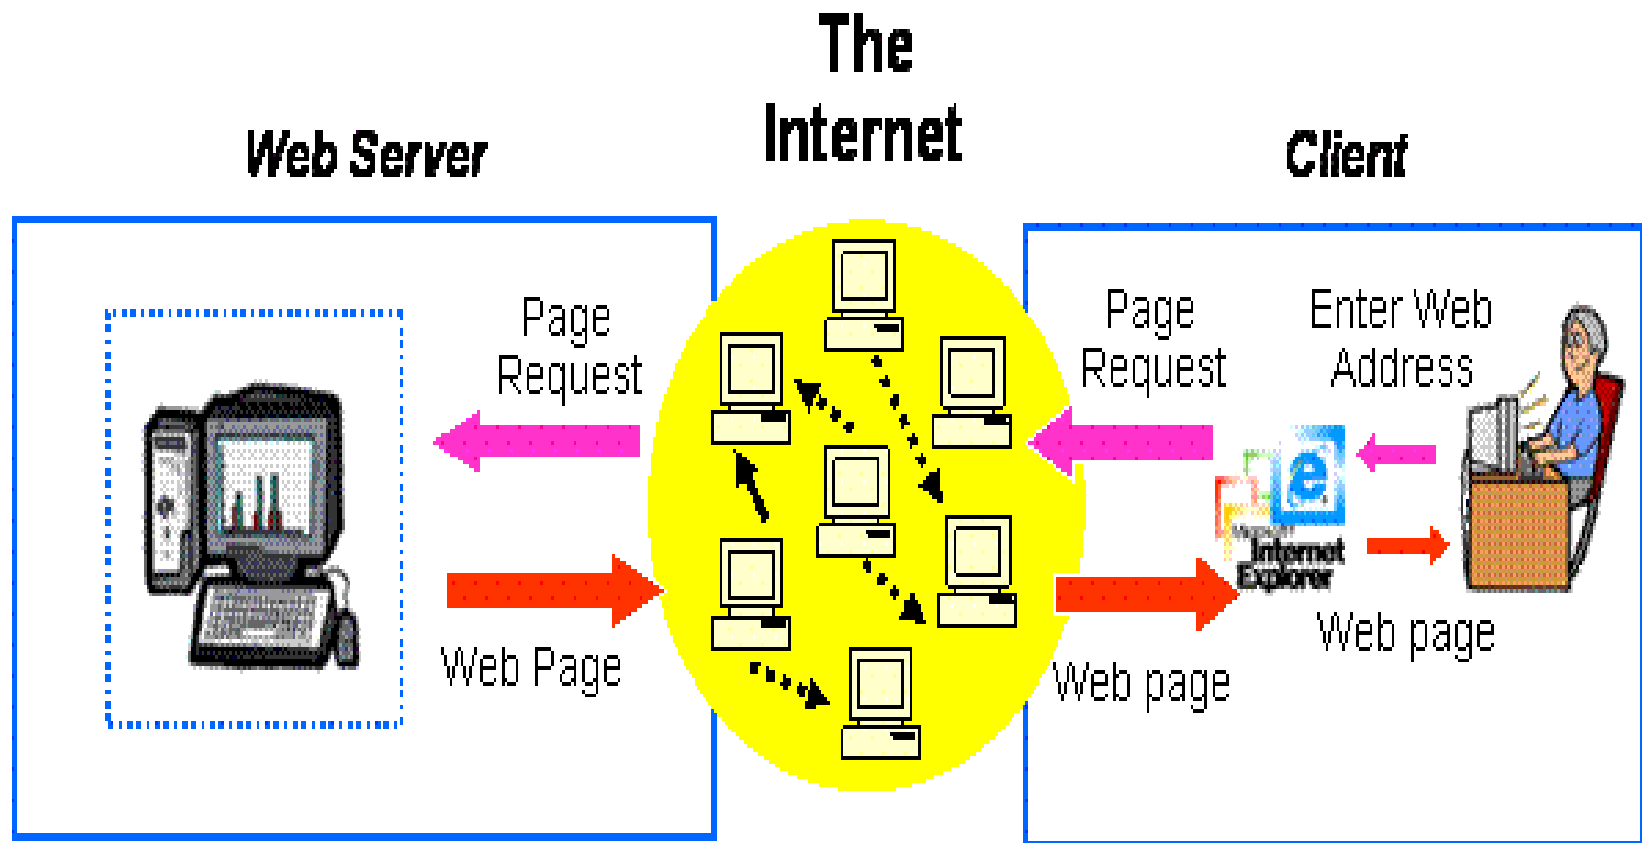 The
Internet
Web Server
Client
Page
Request
Page
Request
Enter Web
Address
Microsoft
Internet
Explorer
Web Page
Web page
Web page